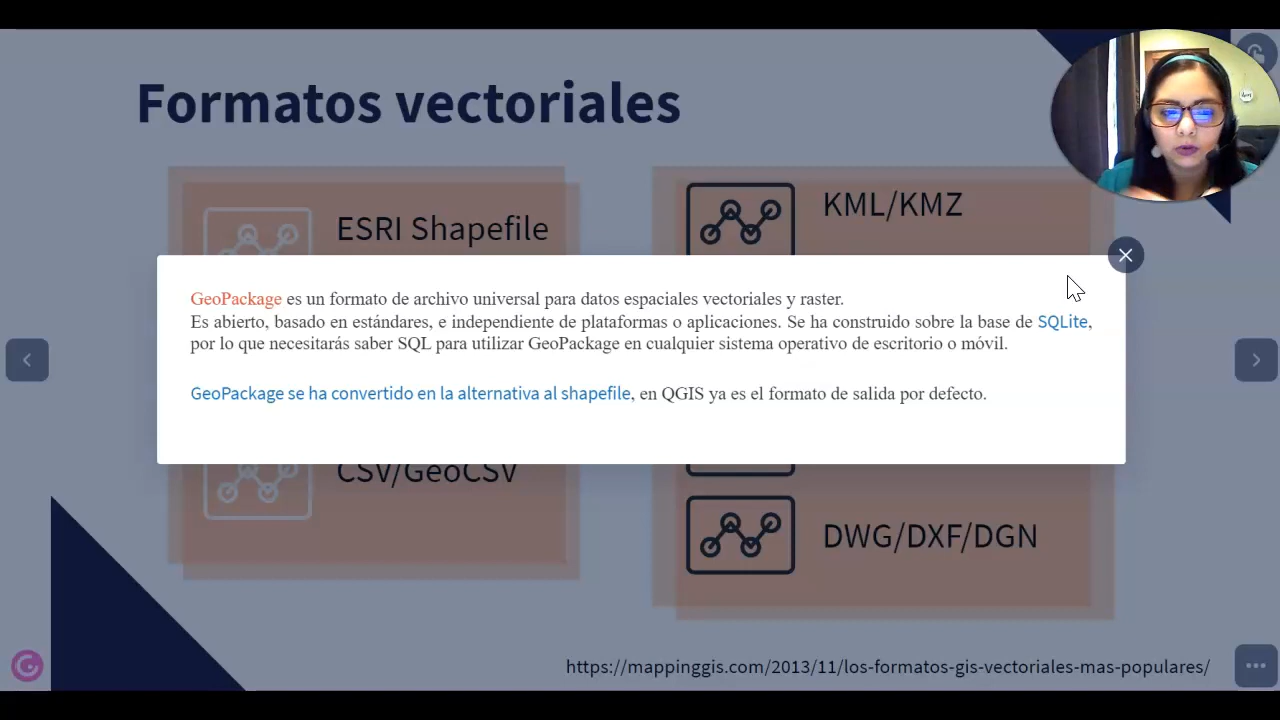 Formatos vectoriales
ESRI Shapefile
KML/KMZ
GeoPackage es un formato de archivo universal para datos espaciales vectoriales y raster.
Es abierto, basado en estándares, e independiente de plataformas o aplicaciones. Se ha construido sobre la base de SQLite,
por lo que necesitarás saber SQL para utilizar GeoPackage en cualquier sistema operativo de escritorio o móvil.
GeoPackage se ha convertido en la alternativa al shapefile, en QGIS ya es el formato de salida por defecto.
CSV/GeoCSV
DWG/DXF/DGN
https://mappinggis.com/2013/11/los-formatos-gis-vectoriales-mas-populares/